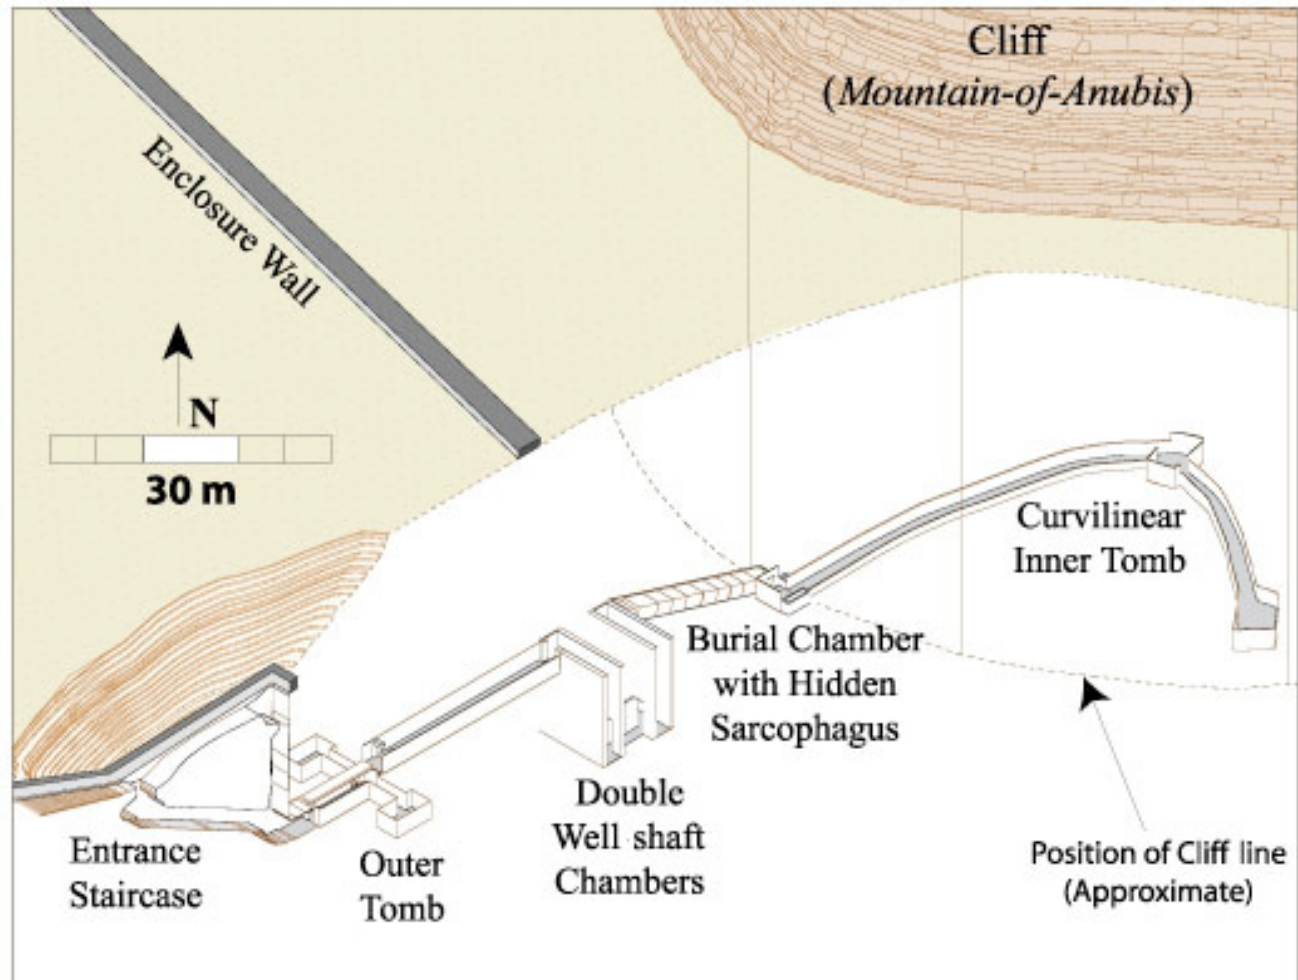 Cliff
(Mountain-of-Anubis)
Enclosure Wall
N
30 m
Curvilinear
Inner Tomb
Burial Chamber
with Hidden
Sarcophagus
Double
Well shaft
Chambers
Entrance
Staircase
Outer
Tomb
Position of Cliff line
(Approximate)